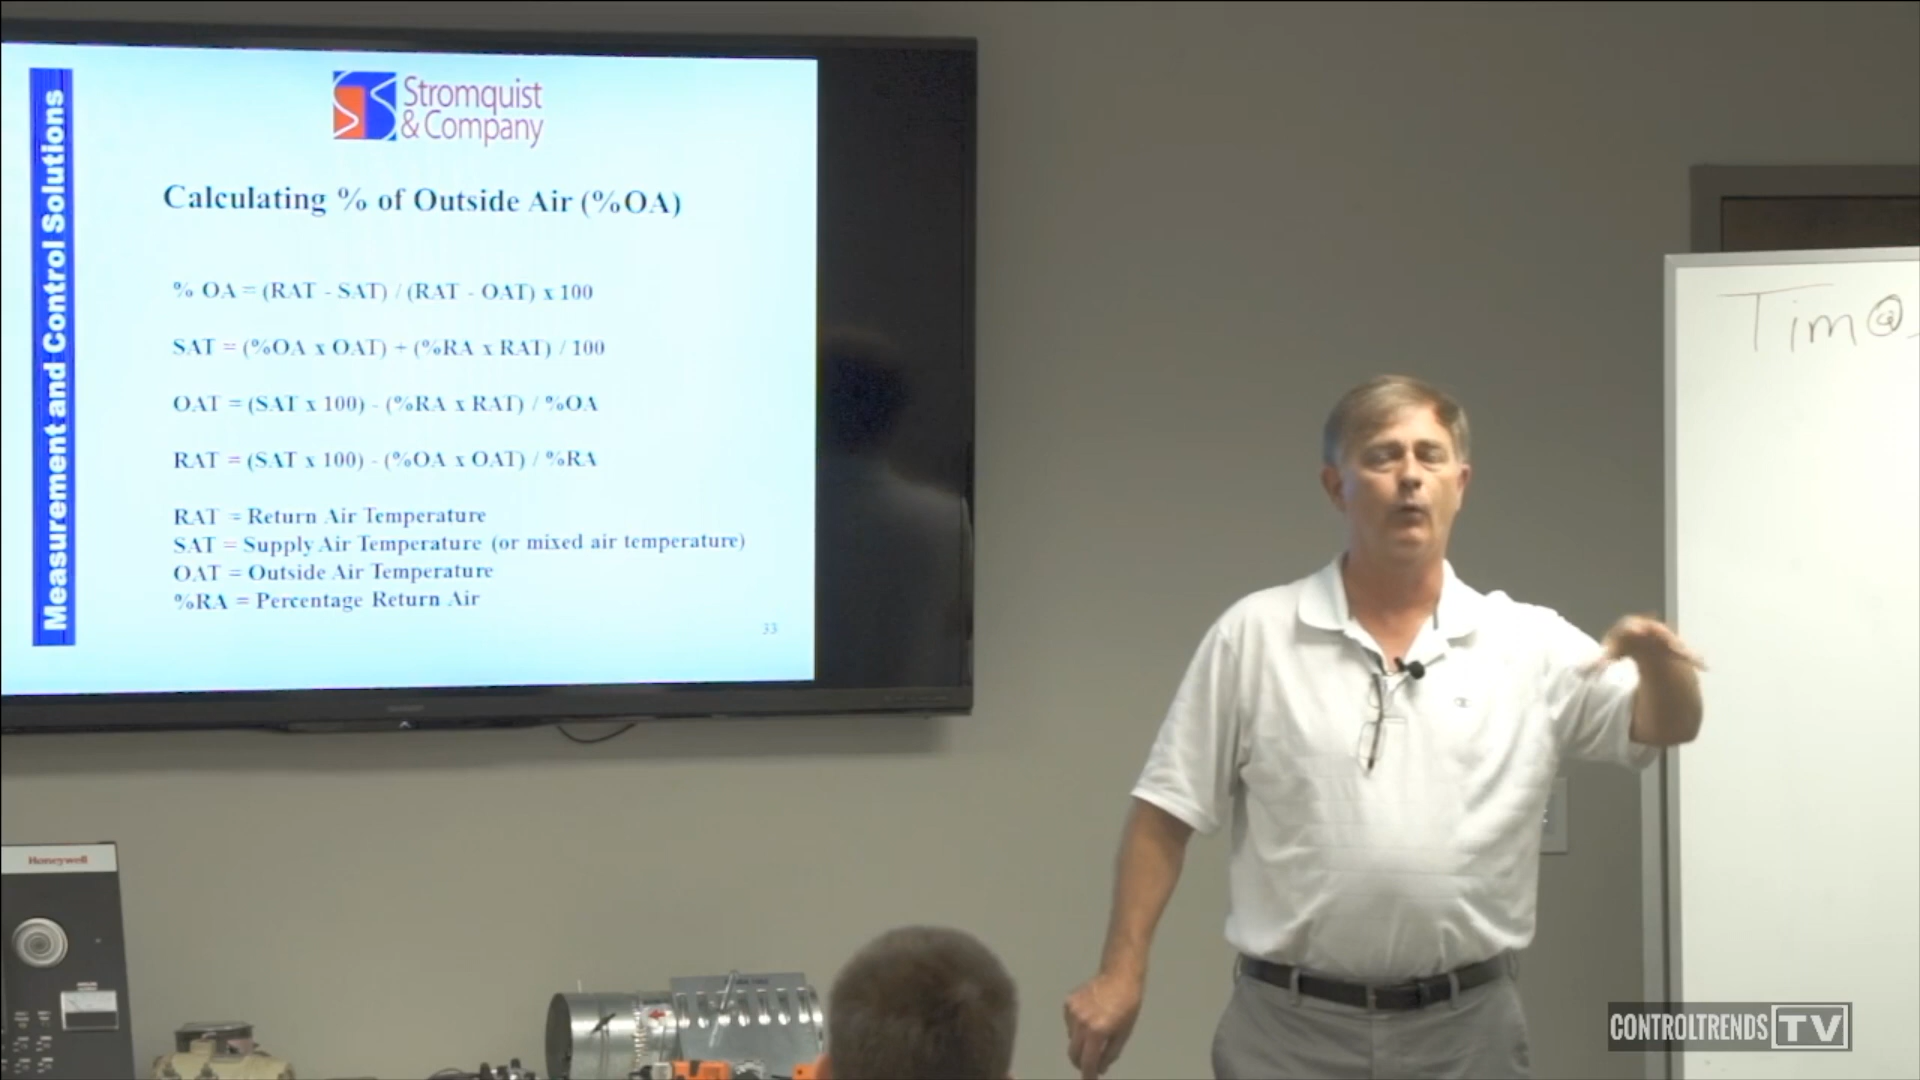 Measurement and Control Solutions
Stromquist
& Company
Calculating % of Outside Air (%OA)
% OA = (RAT - SAT) / (RAT - OAT) x 100
SAT = (%OA x OAT) + (%RA x RAT) / 100
OAT = (SAT x 100) - (%RA x RAT) / %OA
RAT = (SAT x 100) - (%OA x OAT) / %RA
RAT = Return Air Temperature
SAT = Supply Air Temperature (or mixed air temperature)
OAT = Outside Air Temperature
%RA = Percentage Return Air
33
Tim@
Honeywell
CONTROLTRENDS TV